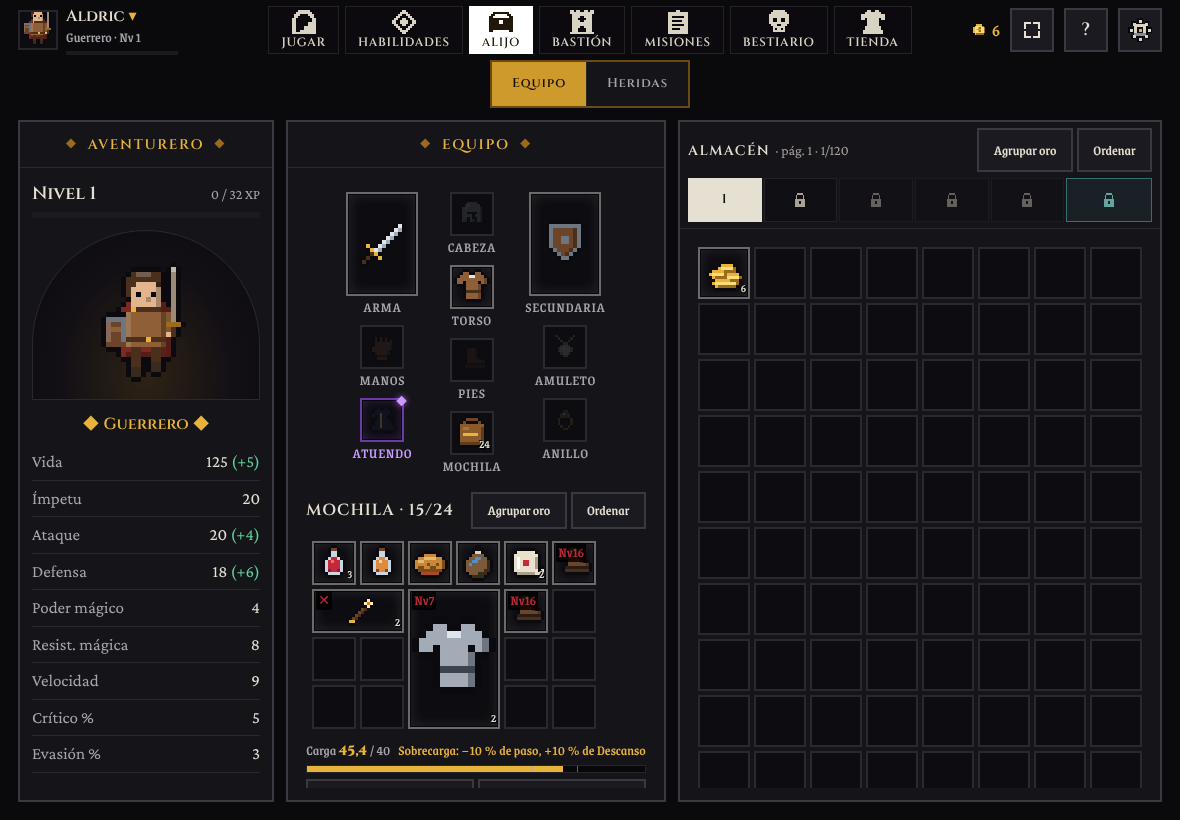 ALDRIC ▾
Guerrero · Nv 1
JUGAR
HABILIDADES
ALIJO
BASTIÓN
MISIONES
BESTIARIO
TIENDA
6
?
EQUIPO
HERIDAS
AVENTURERO
NIVEL 1
0 / 32 XP
GUERRERO
Vida 125 (+5)
Ímpetu 20
Ataque 20 (+4)
Defensa 18 (+6)
Poder mágico 4
Resist. mágica 8
Velocidad 9
Crítico % 5
Evasión % 3
EQUIPO
ARMA
CABEZA
SECUNDARIA
TORSO
MANOS
PIES
AMULETO
ATUENDO
24
MOCHILA
ANILLO
MOCHILA · 15/24
Agrupar oro
Ordenar
3
2
Nv16
2
Nv7
2
Nv16
Carga 45,4 / 40 Sobrecarga: −10 % de paso, +10 % de Descanso
ALMACÉN · pág. 1 · 1/120
Agrupar oro
Ordenar
1
6